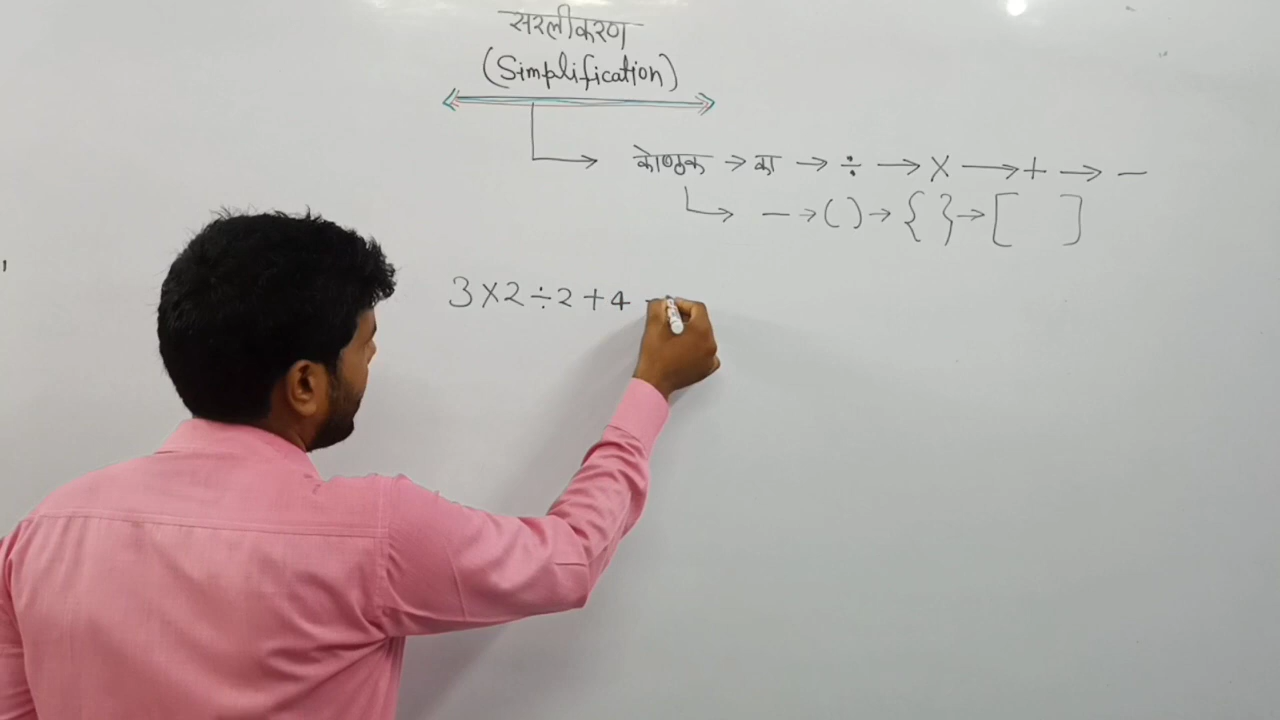 सरलीकरण
(Simplification)
कोष्ठक → का → ÷ → × → + → −
— → ( ) → { } → [ ]
3×2÷2+4